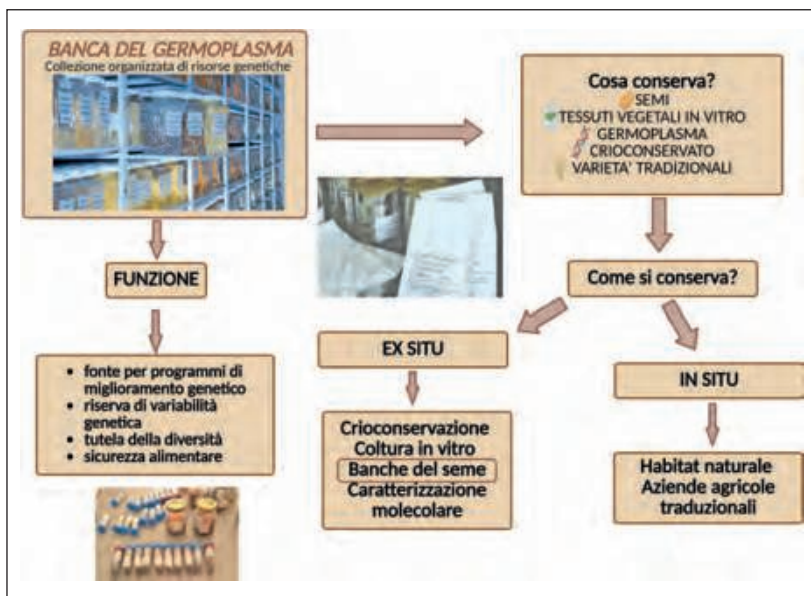 BANCA DEL GERMOPLASMA
Collezione organizzata di risorse genetiche
Cosa conserva?
SEMI
TESSUTI VEGETALI IN VITRO
GERMOPLASMA
CRIOCONSERVATO
VARIETA' TRADIZIONALI
FUNZIONE
Come si conserva?
fonte per programmi di
miglioramento genetico
riserva di variabilità
genetica
tutela della diversità
sicurezza alimentare
EX SITU
IN SITU
Crioconservazione
Coltura in vitro
Banche del seme
Caratterizzazione
molecolare
Habitat naturale
Aziende agricole
traduzionali